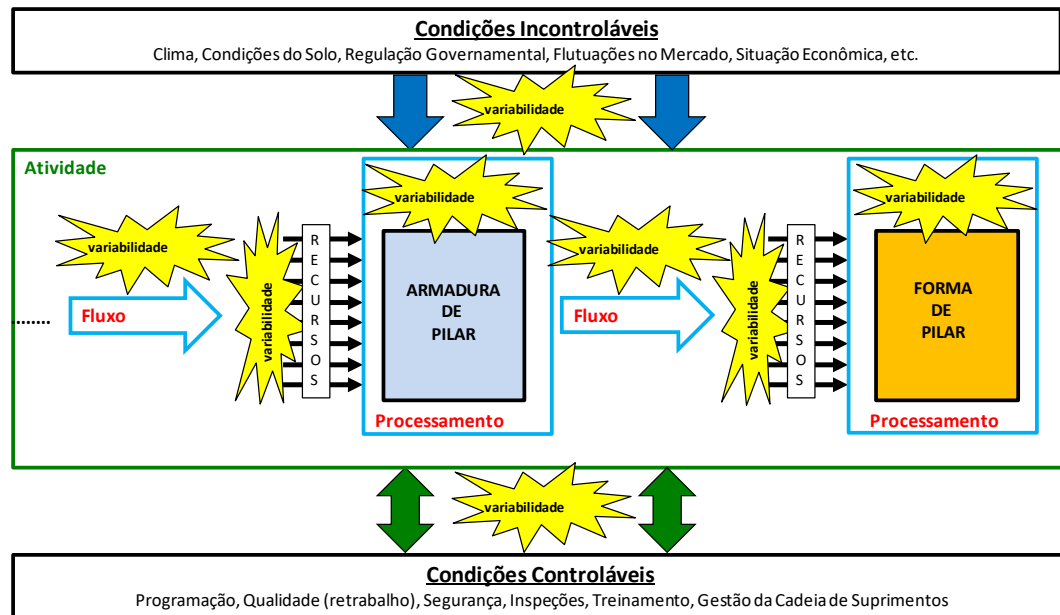 Condições Incontroláveis
Clima, Condições do Solo, Regulação Governamental, Flutuações no Mercado, Situação Econômica, etc.
variabilidade
Atividade
variabilidade
variabilidade
variabilidade
variabilidade
........
Fluxo
variabilidade
RECURSOS
ARMADURA
DE
PILAR
Processamento
Fluxo
variabilidade
RECURSOS
FORMA
DE
PILAR
Processamento
variabilidade
Condições Controláveis
Programação, Qualidade (retrabalho), Segurança, Inspeções, Treinamento, Gestão da Cadeia de Suprimentos